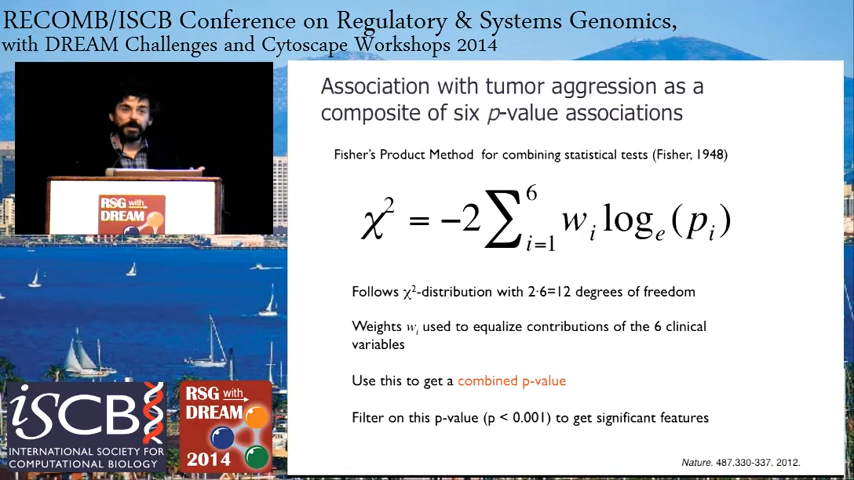 RECOMB/ISCB Conference on Regulatory & Systems Genomics,
with DREAM Challenges and Cytoscape Workshops 2014
Association with tumor aggression as a
composite of six p-value associations
Fisher's Product Method for combining statistical tests (Fisher, 1948)
χ² = −2 ∑_{i=1}^{6} w_i log_e (p_i)
Follows χ²-distribution with 2·6=12 degrees of freedom
Weights w_i used to equalize contributions of the 6 clinical
variables
Use this to get a combined p-value
Filter on this p-value (p < 0.001) to get significant features
Nature. 487,330-337, 2012.
RSG with
DREAM
iSCB
INTERNATIONAL SOCIETY FOR
COMPUTATIONAL BIOLOGY
RSG with
DREAM
2014